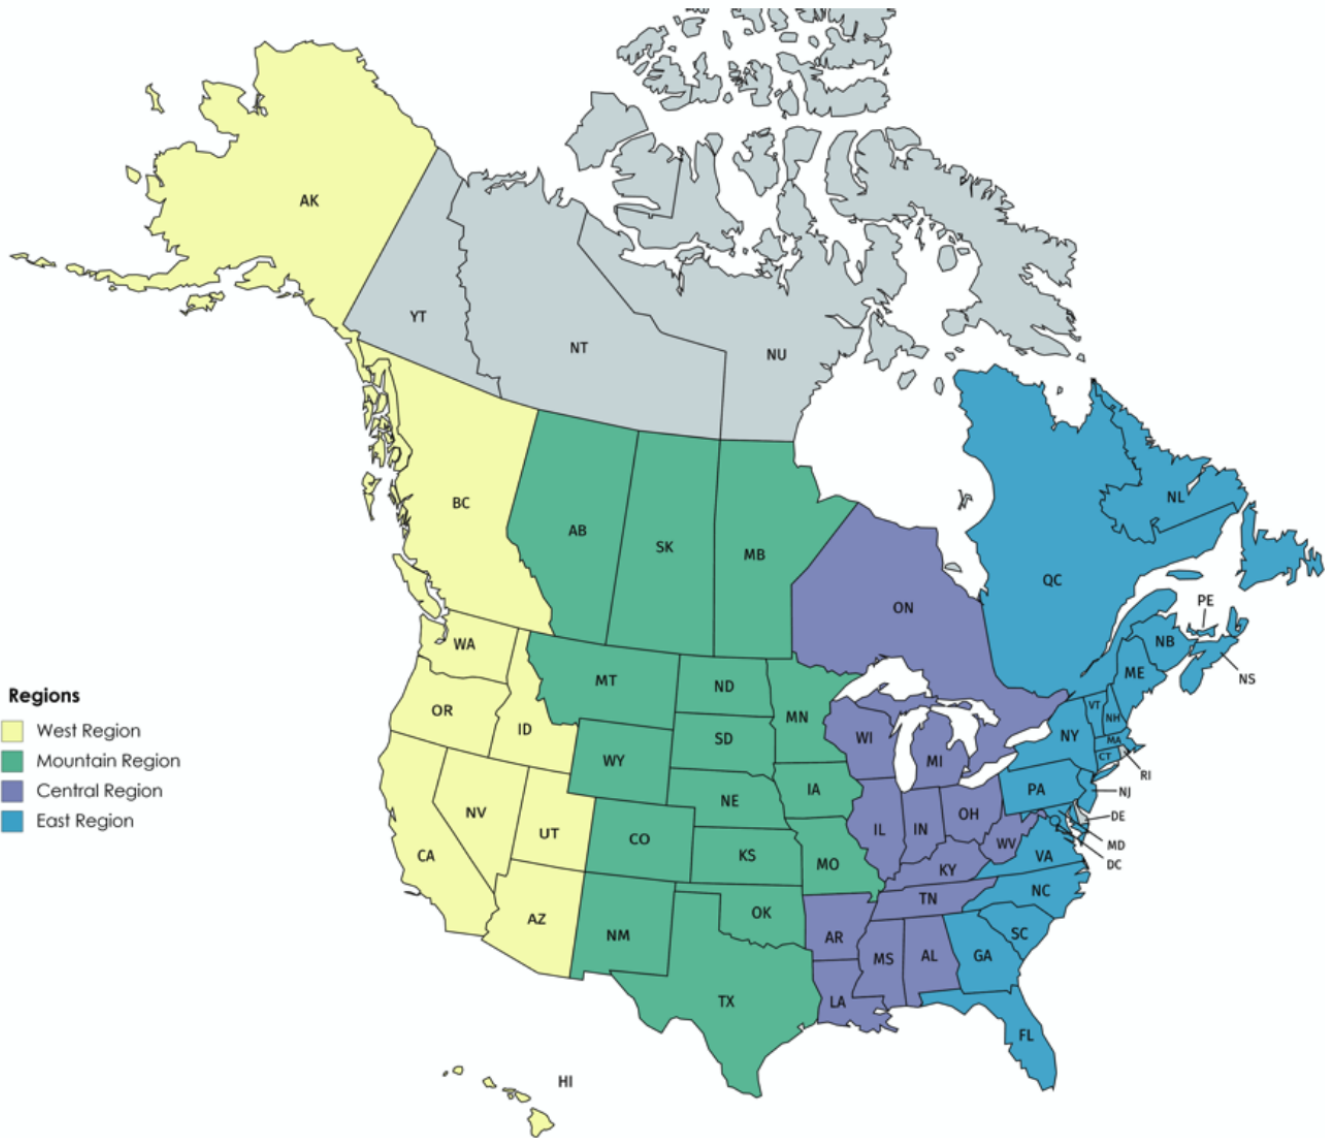 AK
YT
NT
NU
BC
AB
SK
MB
ON
QC
NL
PE
NB
NS
ME
WA
MT
ND
MN
OR
ID
SD
WI
MI
NY
VT
NH
MA
CT
RI
WY
IA
PA
NJ
NE
NV
UT
CO
KS
MO
IL
IN
OH
WV
DE
MD
DC
VA
CA
KY
NC
AZ
NM
OK
AR
TN
MS
AL
GA
SC
TX
LA
FL
HI
Regions
West Region
Mountain Region
Central Region
East Region